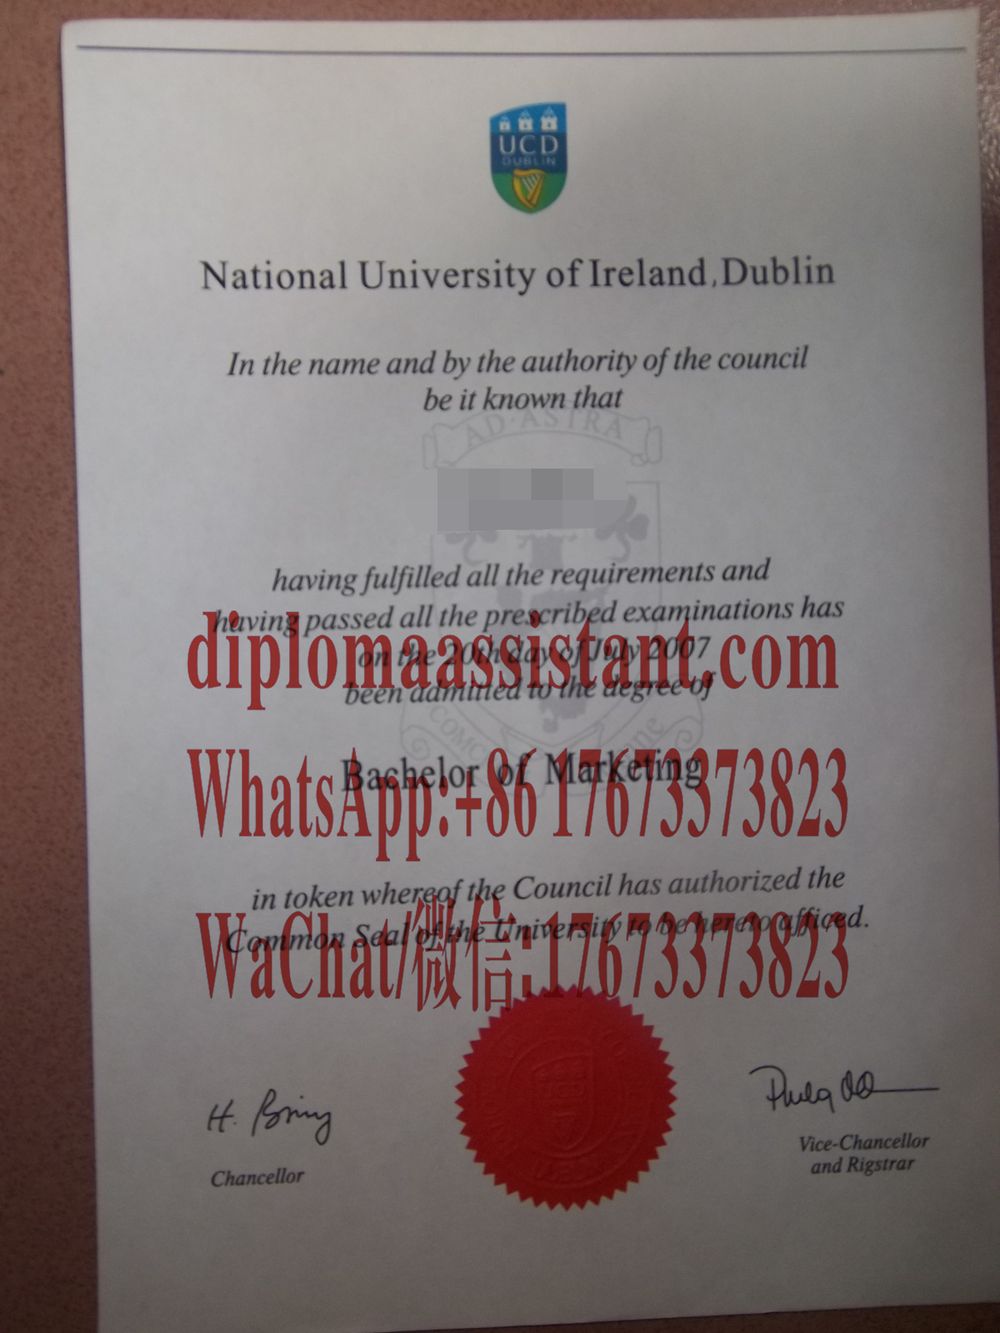 UCD
DUBLIN
National University of Ireland, Dublin
In the name and by the authority of the council
be it known that
AD·ASTRA
having fulfilled all the requirements and
having passed all the prescribed examinations has
on the 20th day of July 2007
been admitted to the degree of
diplomaassistant.com
Bachelor of Marketing
WhatsApp:+86 17673373823
in token whereof the Council has authorized the
Common Seal of the University to be hereto afficed.
WaChat/微信:17673373823
H.
Chancellor
Vice-Chancellor
and Rigstrar